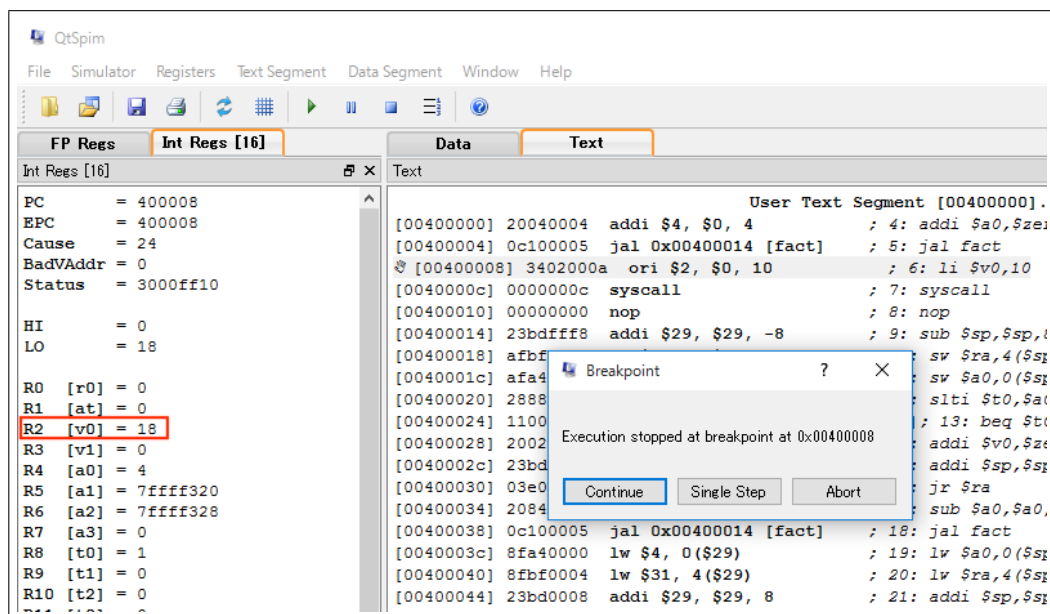 QtSpim
File Simulator Registers Text Segment Data Segment Window Help
FP Regs Int Regs [16] Data Text
Int Regs [16] Text
PC = 400008
EPC = 400008
Cause = 24
BadVAddr = 0
Status = 3000ff10
HI = 0
LO = 18
R0 [r0] = 0
R1 [at] = 0
R2 [v0] = 18
R3 [v1] = 0
R4 [a0] = 4
R5 [a1] = 7ffff320
R6 [a2] = 7ffff328
R7 [a3] = 0
R8 [t0] = 1
R9 [t1] = 0
R10 [t2] = 0
User Text Segment [00400000].
[00400000] 20040004 addi $4, $0, 4 ; 4: addi $a0,$zer
[00400004] 0c100005 jal 0x00400014 [fact] ; 5: jal fact
[00400008] 3402000a ori $2, $0, 10 ; 6: li $v0,10
[0040000c] 0000000c syscall ; 7: syscall
[00400010] 00000000 nop ; 8: nop
[00400014] 23bdfff8 addi $29, $29, -8 ; 9: sub $sp,$sp,
[00400018] afbf : sw $ra,4($sp
[0040001c] afa4 : sw $a0,0($sp
[00400020] 2888 : slti $t0,$a0
[00400024] 1100 ; 13: beq $t0
[00400028] 2002 : addi $v0,$ze
[0040002c] 23bd : addi $sp,$sp
[00400030] 03e0 : jr $ra
[00400034] 2084 : sub $a0,$a0,
[00400038] 0c100005 jal 0x00400014 [fact] ; 18: jal fact
[0040003c] 8fa40000 lw $4, 0($29) ; 19: lw $a0,0($sp
[00400040] 8fbf0004 lw $31, 4($29) ; 20: lw $ra,4($sp
[00400044] 23bd0008 addi $29, $29, 8 ; 21: addi $sp,$sp
Breakpoint ?
Execution stopped at breakpoint at 0x00400008
Continue Single Step Abort